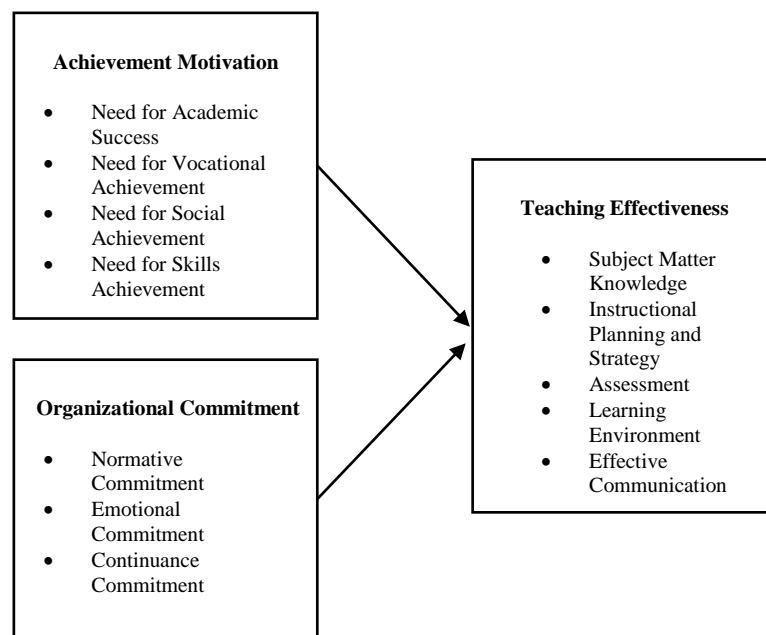 Achievement Motivation
• Need for Academic
Success
• Need for Vocational
Achievement
• Need for Social
Achievement
• Need for Skills
Achievement
Organizational Commitment
• Normative
Commitment
• Emotional
Commitment
• Continuance
Commitment
Teaching Effectiveness
• Subject Matter
Knowledge
• Instructional
Planning and
Strategy
• Assessment
• Learning
Environment
• Effective
Communication